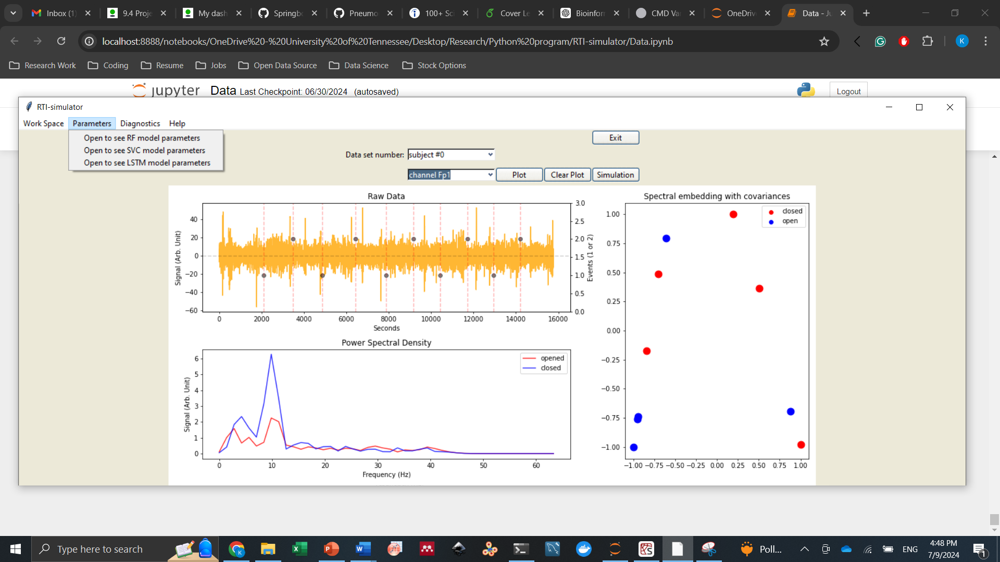 Inbox (1)
9.4 Proje
My dash
Springbo
Pneumo
100+ Sci
Cover Le
Bioinforn
CMD Var
OneDriv
Data - Ju
localhost:8888/notebooks/OneDrive%20-%20University%20of%20Tennessee/Desktop/Research/Python%20program/RTI-simulator/Data.ipynb
K
Research Work
Coding
Resume
Jobs
Open Data Source
Data Science
Stock Options
jupyter Data Last Checkpoint: 06/30/2024 (autosaved)
Logout
RTI-simulator
Work Space Parameters Diagnostics Help
Open to see RF model parameters
Open to see SVC model parameters
Open to see LSTM model parameters
Exit
Data set number: subject #0
channel Fp1 Plot Clear Plot Simulation
Raw Data
Signal (Arb. Unit)
40
20
0
−20
−40
−60
3.0
2.5
2.0
1.5
1.0
0.5
0.0
Events (1 or 2)
0 2000 4000 6000 8000 10000 12000 14000 16000
Seconds
Power Spectral Density
Signal (Arb. Unit)
6
5
4
3
2
1
0
opened
closed
0 10 20 30 40 50 60
Frequency (Hz)
Spectral embedding with covariances
closed
open
1.00
0.75
0.50
0.25
0.00
−0.25
−0.50
−0.75
−1.00
−1.00 −0.75 −0.50 −0.25 0.00 0.25 0.50 0.75 1.00
Type here to search
Poll...
ENG
4:48 PM
7/9/2024
1